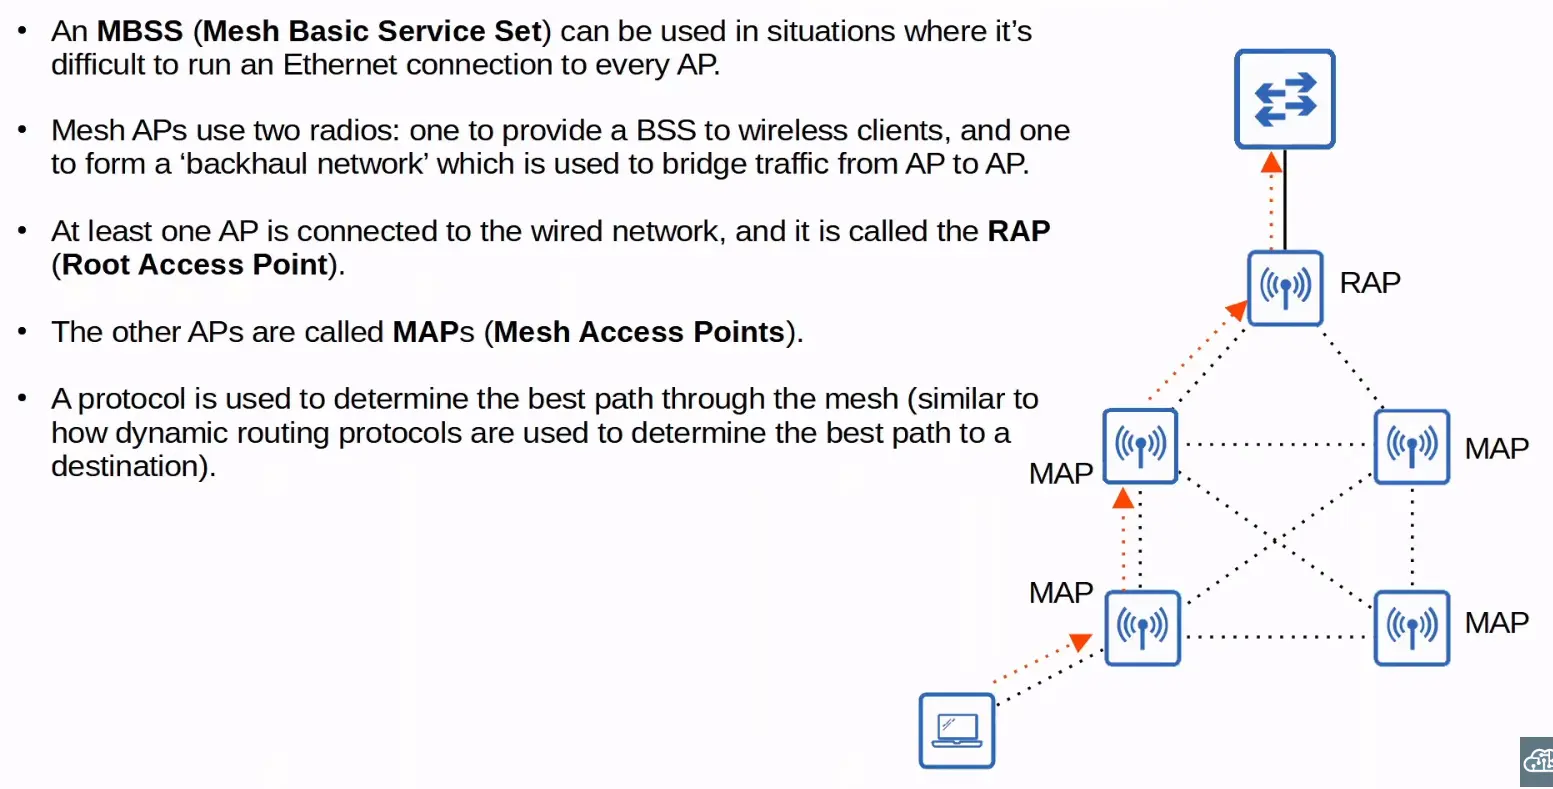 • An MBSS (Mesh Basic Service Set) can be used in situations where it’s
difficult to run an Ethernet connection to every AP.
• Mesh APs use two radios: one to provide a BSS to wireless clients, and one
to form a ‘backhaul network’ which is used to bridge traffic from AP to AP.
• At least one AP is connected to the wired network, and it is called the RAP
(Root Access Point).
• The other APs are called MAPs (Mesh Access Points).
• A protocol is used to determine the best path through the mesh (similar to
how dynamic routing protocols are used to determine the best path to a
destination).
RAP
MAP
MAP
MAP
MAP